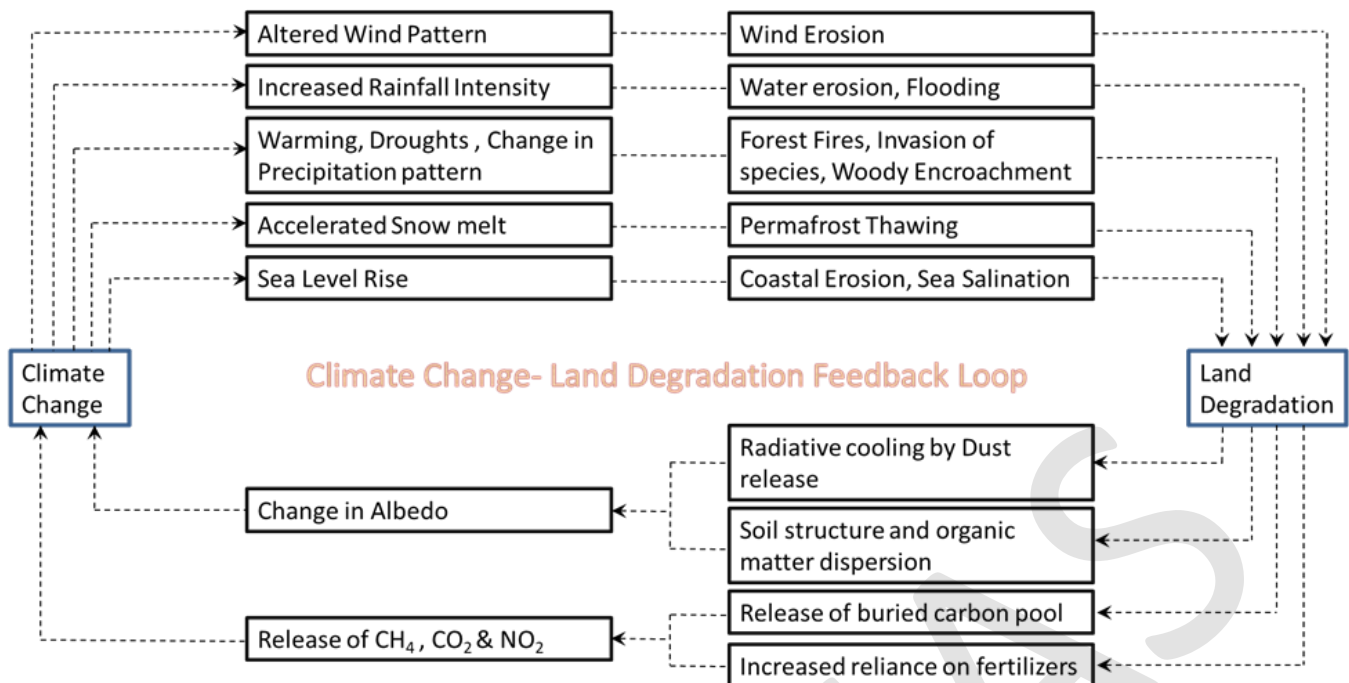 Altered Wind Pattern
Wind Erosion
Increased Rainfall Intensity
Water erosion, Flooding
Warming, Droughts , Change in
Precipitation pattern
Forest Fires, Invasion of
species, Woody Encroachment
Accelerated Snow melt
Permafrost Thawing
Sea Level Rise
Coastal Erosion, Sea Salination
Climate
Change
Climate Change- Land Degradation Feedback Loop
Land
Degradation
Radiative cooling by Dust
release
Change in Albedo
Soil structure and organic
matter dispersion
Release of buried carbon pool
Release of CH₄ , CO₂ & NO₂
Increased reliance on fertilizers